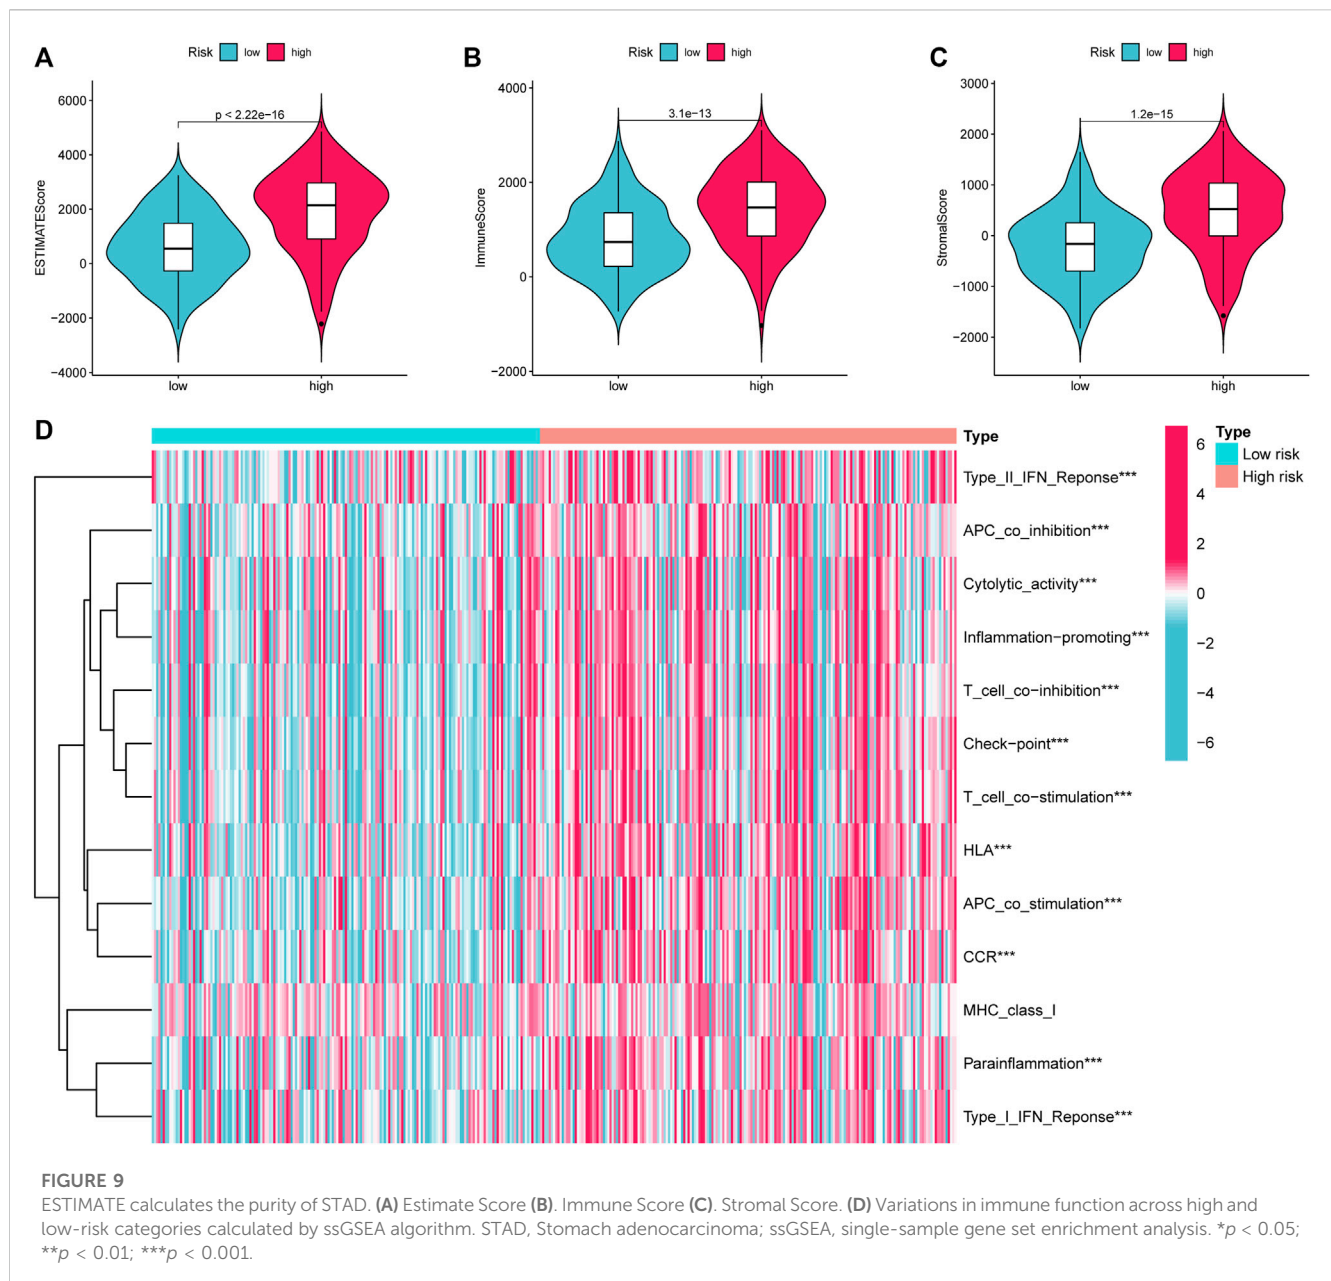 A
Risk low high
6000
4000
2000
0
−2000
−4000
ESTIMATEScore
p < 2.22e−16
low high
B
Risk low high
4000
2000
0
−2000
ImmuneScore
3.1e−13
low high
C
Risk low high
3000
2000
1000
0
−1000
−2000
StromalScore
1.2e−15
low high
D
Type
Type_II_IFN_Reponse***
APC_co_inhibition***
Cytolytic_activity***
Inflammation−promoting***
T_cell_co−inhibition***
Check−point***
T_cell_co−stimulation***
HLA***
APC_co_stimulation***
CCR***
MHC_class_I
Parainflammation***
Type_I_IFN_Reponse***
6
4
2
0
−2
−4
−6
Type
Low risk
High risk
FIGURE 9
ESTIMATE calculates the purity of STAD. (A) Estimate Score (B). Immune Score (C). Stromal Score. (D) Variations in immune function across high and
low-risk categories calculated by ssGSEA algorithm. STAD, Stomach adenocarcinoma; ssGSEA, single-sample gene set enrichment analysis. *p < 0.05;
**p < 0.01; ***p < 0.001.